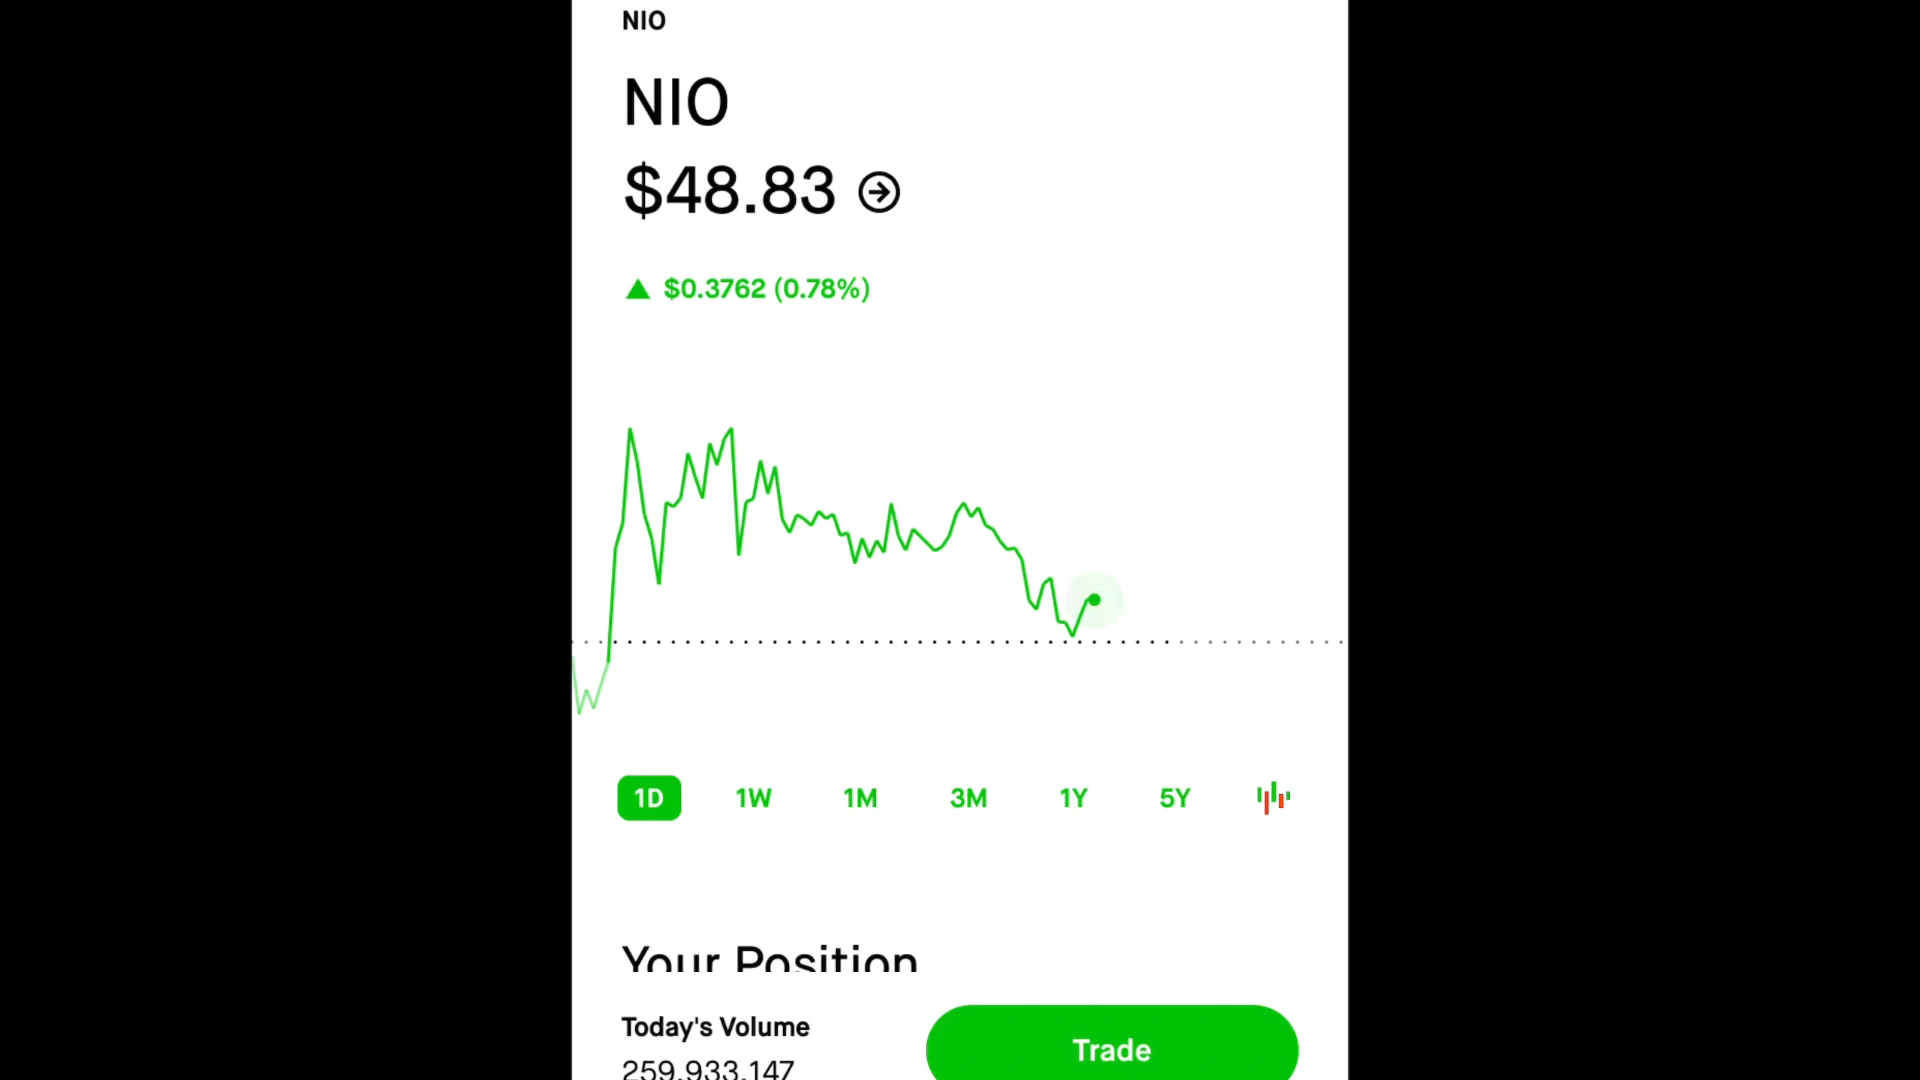 NIO
NIO
$48.83
$0.3762 (0.78%)
1D 1W 1M 3M 1Y 5Y
Your Position
Today's Volume
259,933,147
Trade